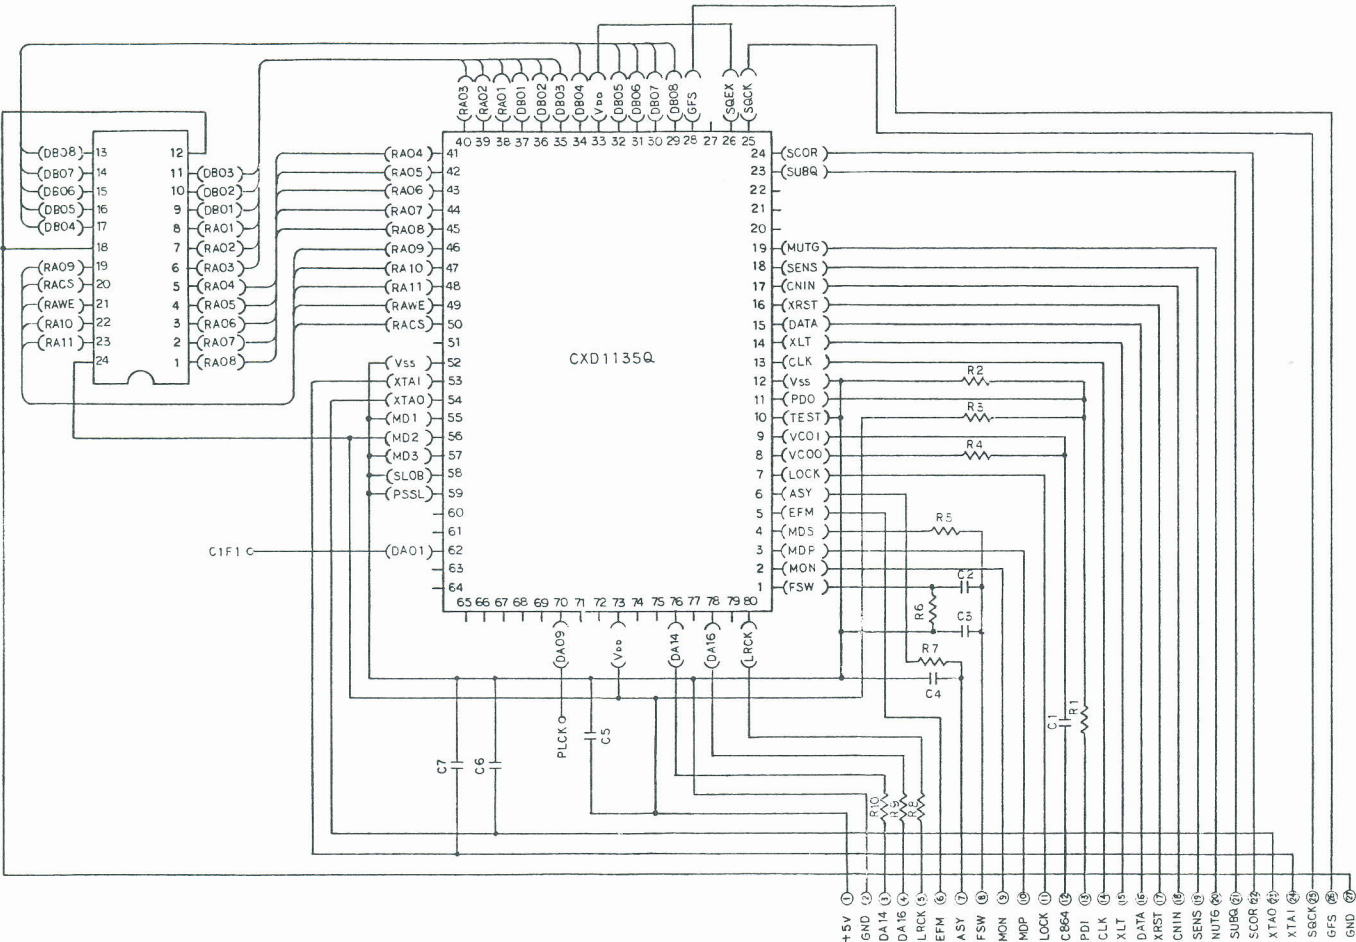 RA03 RA02 RA01 DB01 DB02 DB03 DB04 VDD DB05 DB06 DB07 DB08 GFS SQEX SQCK
40 39 38 37 36 35 34 33 32 31 30 29 28 27 26 25
DB08 13
DB07 14
DB06 15
DB05 16
DB04 17
18
RA09 19
RACS 20
RAWE 21
RA10 22
RA11 23
24
12
11 DB03
10 DB02
9 DB01
8 RA01
7 RA02
6 RA03
5 RA04
4 RA05
3 RA06
2 RA07
1 RA08
RA04 41
RA05 42
RA06 43
RA07 44
RA08 45
RA09 46
RA10 47
RA11 48
RAWE 49
RACS 50
51
Vss 52
XTAI 53
XTAO 54
MD1 55
MD2 56
MD3 57
SLOB 58
PSSL 59
60
61
C1F1 DA01 62
63
64
CXD1135Q
24 SCOR
23 SUBQ
22
21
20
19 MUTG
18 SENS
17 CNIN
16 XRST
15 DATA
14 XLT
13 CLK
12 Vss R2
11 PDO
10 TEST R3
9 VCOI
8 VCOO R4
7 LOCK
6 ASY
5 EFM
4 MDS R5
3 MDP
2 MON
1 FSW C2
R6 C3
R7
C4
65 66 67 68 69 70 71 72 73 74 75 76 77 78 79 80
DA09 VDD DA14 DA16 LRCK
PLCK C5
C7 C6
C1 R1
R10 R9 R8
1 2 3 4 5 6 7 8 9 10 11 12 13 14 15 16 17 18 19 20 21 22 23 24 25 26 27
+5V GND DA14 DA16 LRCK EFM ASY FSW MON MDP LOCK C864 PDI CLK XLT DATA XRST CNIN SENS NUTG SUBQ SCOR XTAO XTAI SQCK GFS GND